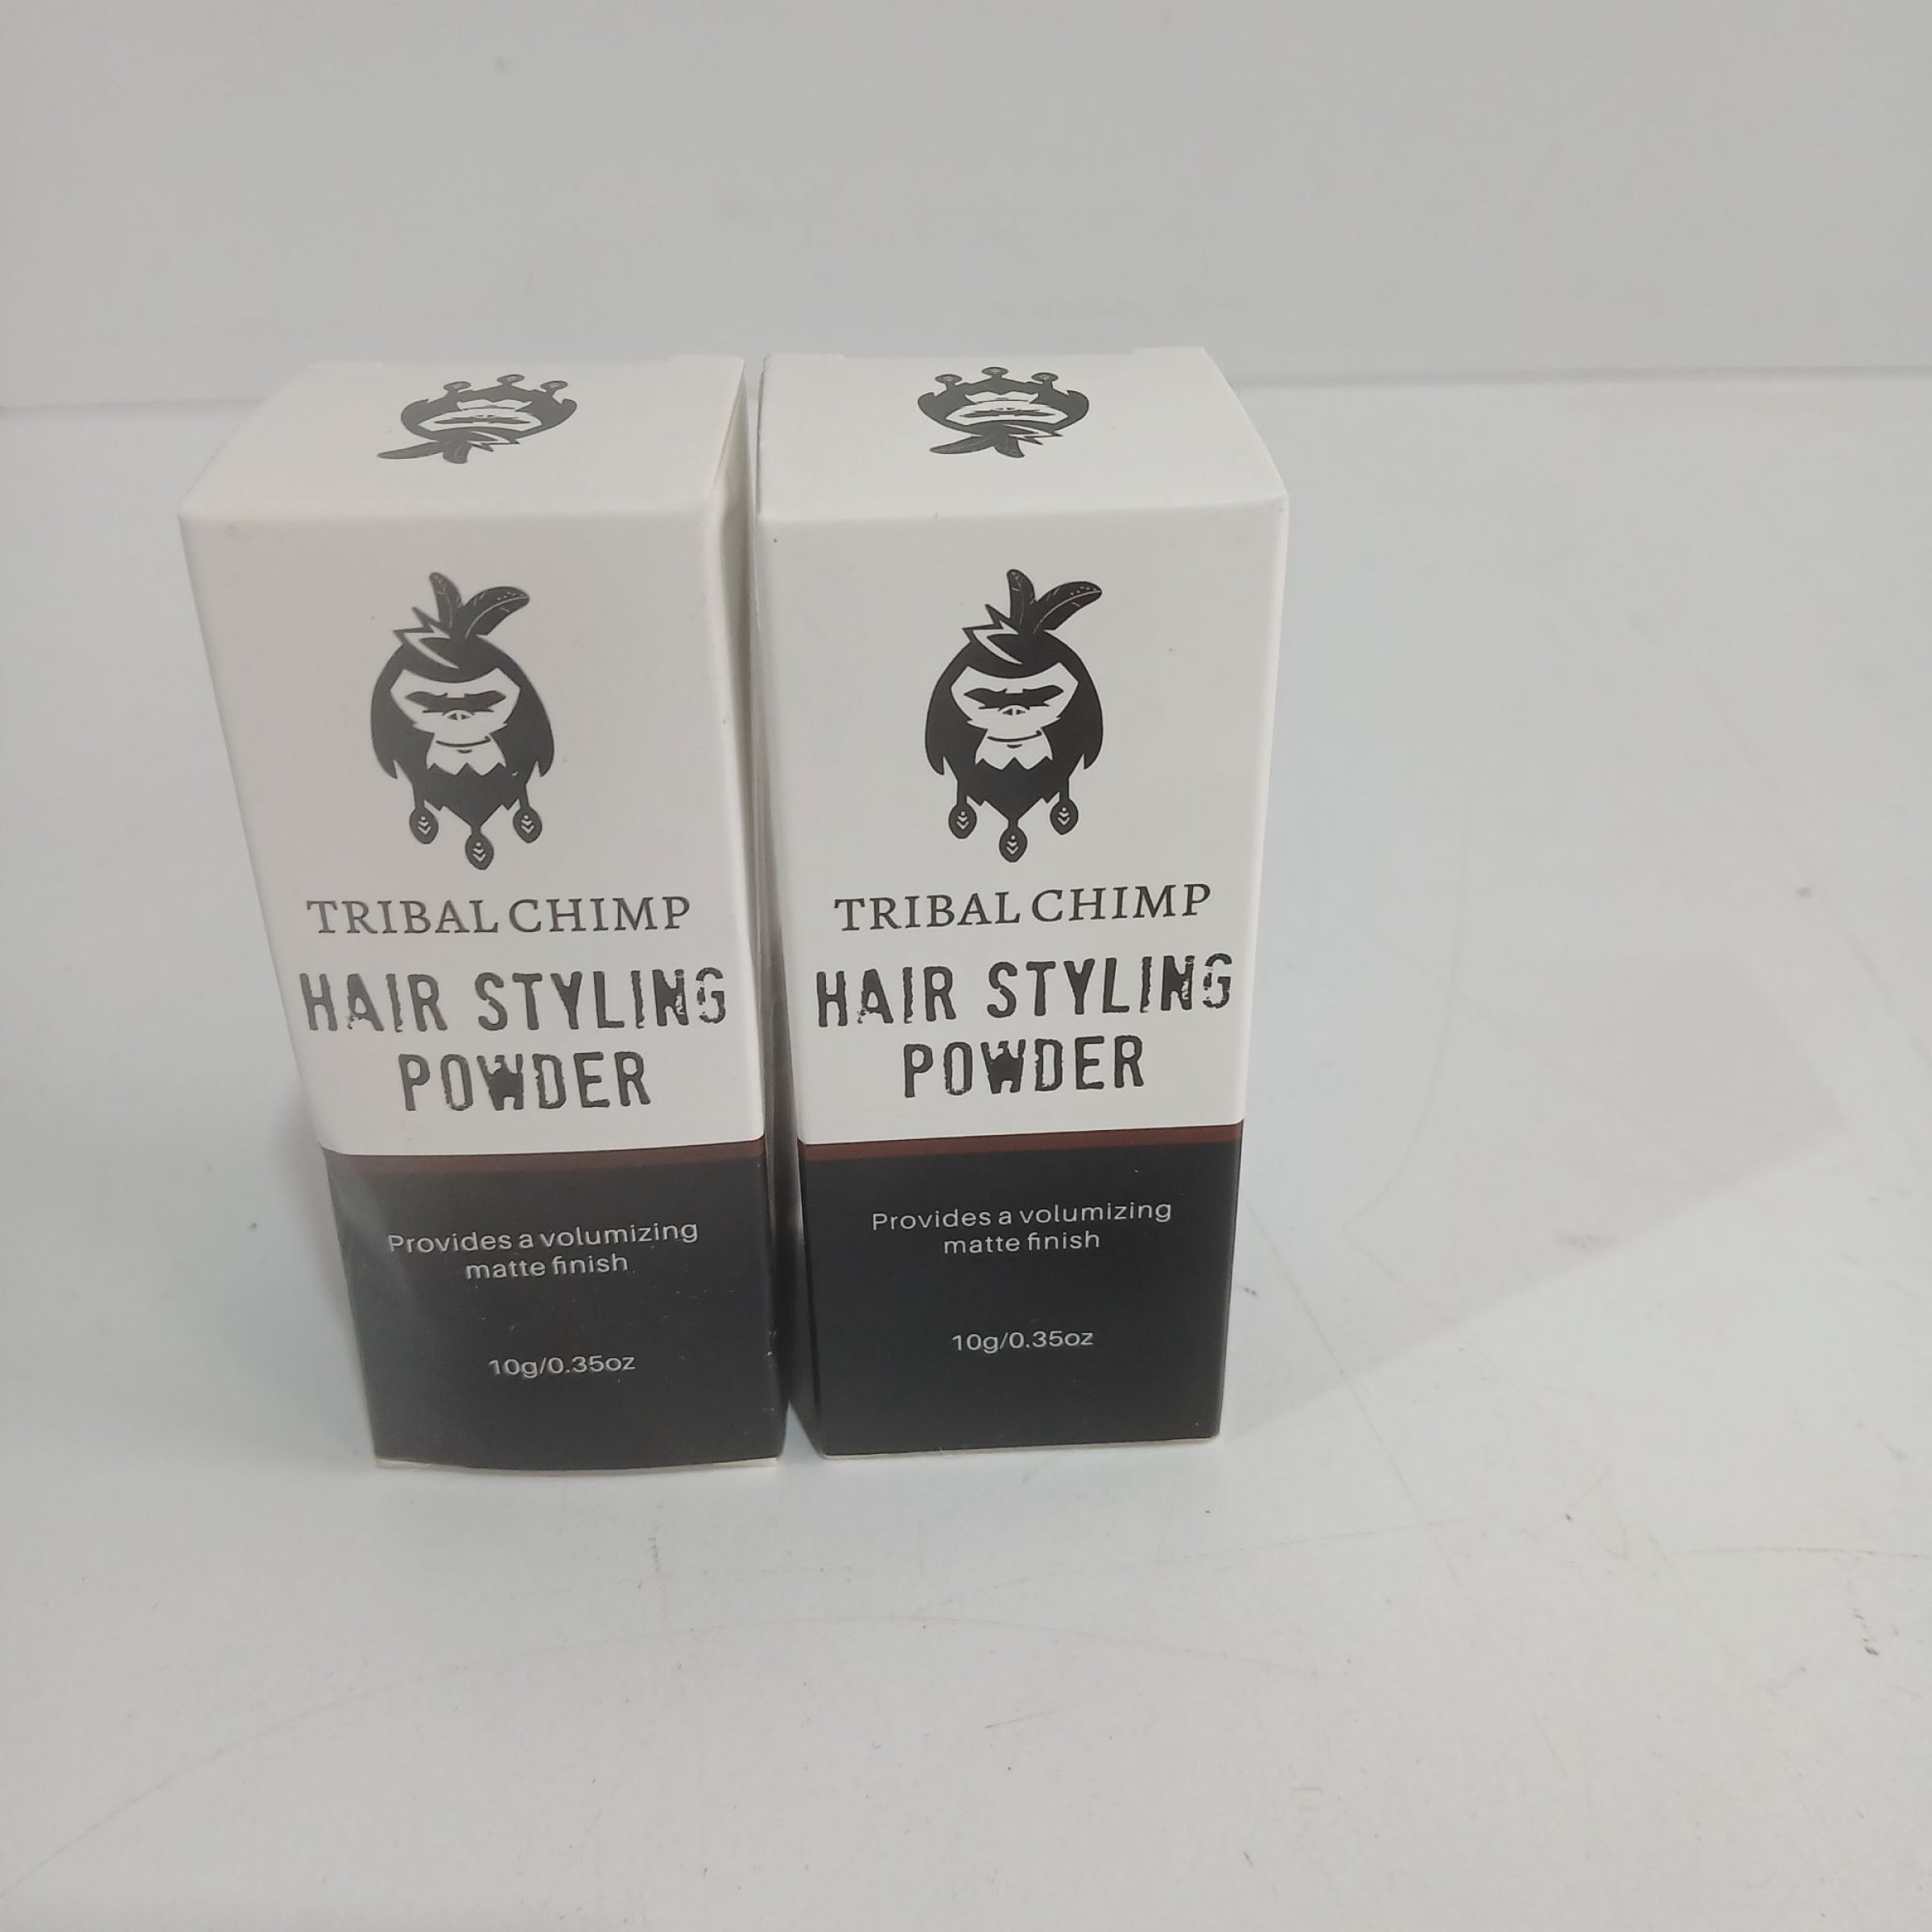 TRIBAL CHIMP
HAIR STYLING
POWDER
Provides a volumizing
matte finish
10g/0.35oz
TRIBAL CHIMP
HAIR STYLING
POWDER
Provides a volumizing
matte finish
10g/0.35oz